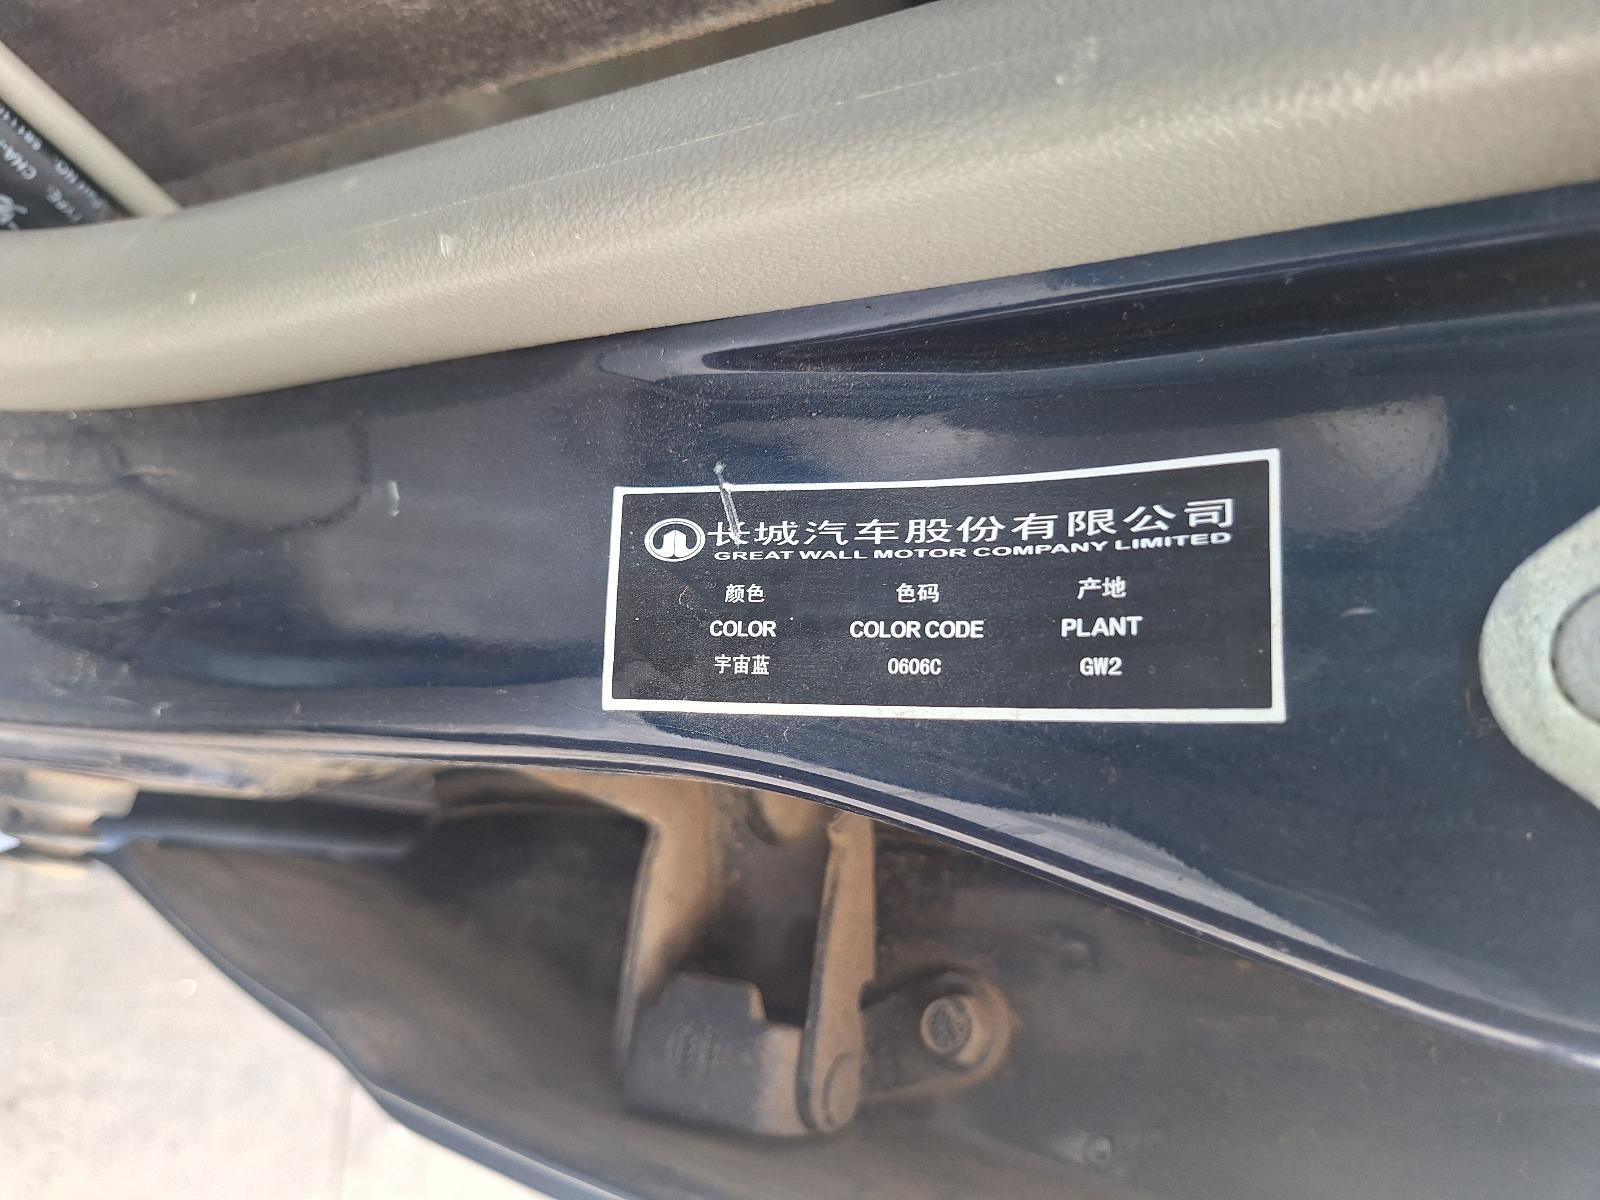 长城汽车股份有限公司
GREAT WALL MOTOR COMPANY LIMITED
颜色 色码 产地
COLOR COLOR CODE PLANT
宇宙蓝 0606C GW2